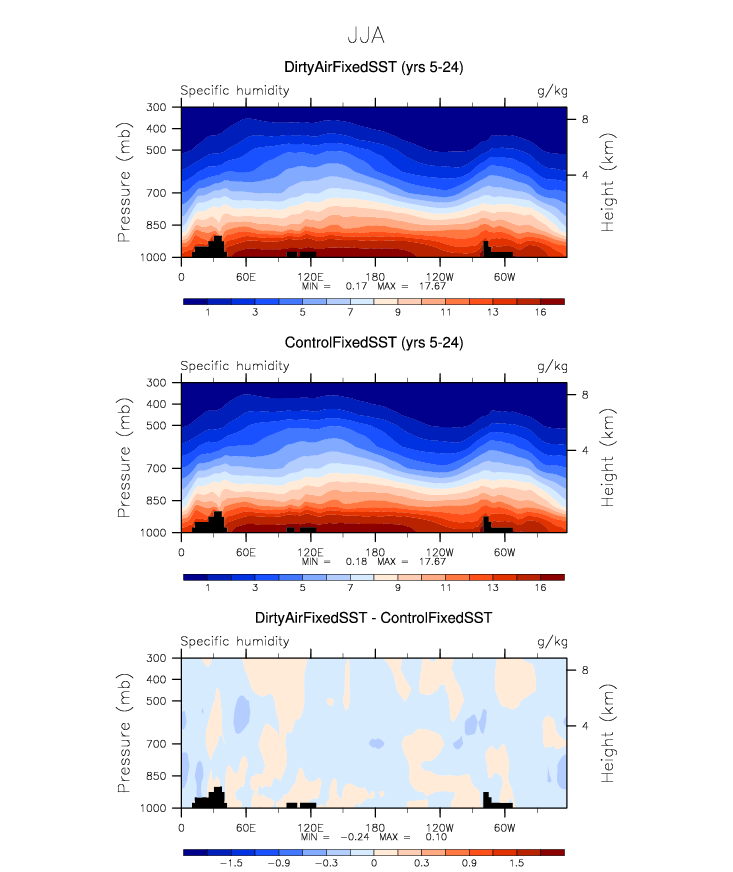 JJA
DirtyAirFixedSST (yrs 5-24)
Specific humidity g/kg
300
400
500
700
850
1000
Pressure (mb)
8
4
Height (km)
0 60E 120E 180 120W 60W
MIN = 0.17 MAX = 17.67
1 3 5 7 9 11 13 16
ControlFixedSST (yrs 5-24)
Specific humidity g/kg
300
400
500
700
850
1000
Pressure (mb)
8
4
Height (km)
0 60E 120E 180 120W 60W
MIN = 0.18 MAX = 17.67
1 3 5 7 9 11 13 16
DirtyAirFixedSST - ControlFixedSST
Specific humidity g/kg
300
400
500
700
850
1000
Pressure (mb)
8
4
Height (km)
0 60E 120E 180 120W 60W
MIN = -0.24 MAX = 0.10
-1.5 -0.9 -0.3 0 0.3 0.9 1.5